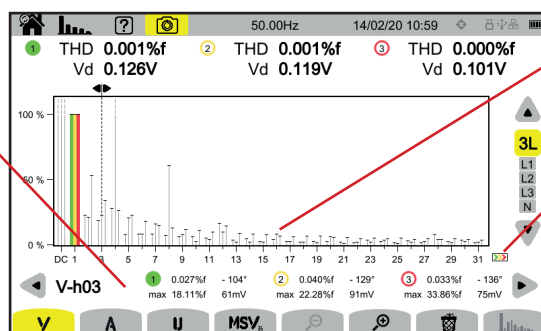 50.00Hz 14/02/20 10:59
1 THD 0.001%f 2 THD 0.001%f 3 THD 0.000%f
Vd 0.126V Vd 0.119V Vd 0.101V
100 %
3L
L1
L2
L3
N
50 %
0 %
DC 1 3 5 7 9 11 13 15 17 19 21 23 25 27 29 31
V-h03 1 0.027%f - 104° 2 0.040%f - 129° 3 0.033%f - 136°
max 18.11%f 61mV max 22.28%f 91mV max 33.86%f 75mV
V A U MSV